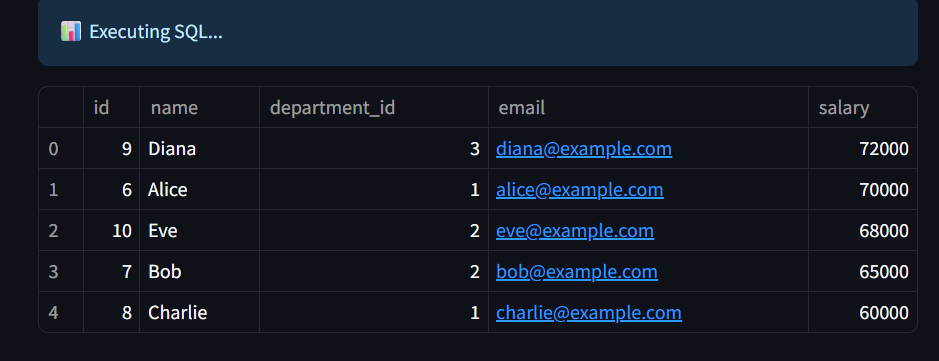 Executing SQL...
id name department_id email salary
0 9 Diana 3 diana@example.com 72000
1 6 Alice 1 alice@example.com 70000
2 10 Eve 2 eve@example.com 68000
3 7 Bob 2 bob@example.com 65000
4 8 Charlie 1 charlie@example.com 60000